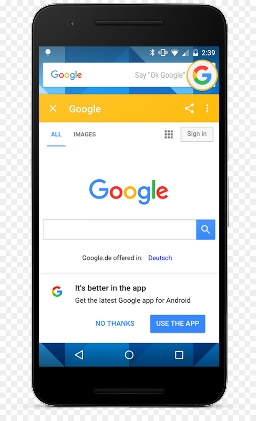 2:39
Google
Say "Ok Google"
G
Google
ALL
IMAGES
Sign in
Google
Google.de offered in: Deutsch
G
It's better in the app
Get the latest Google app for Android
NO THANKS
USE THE APP